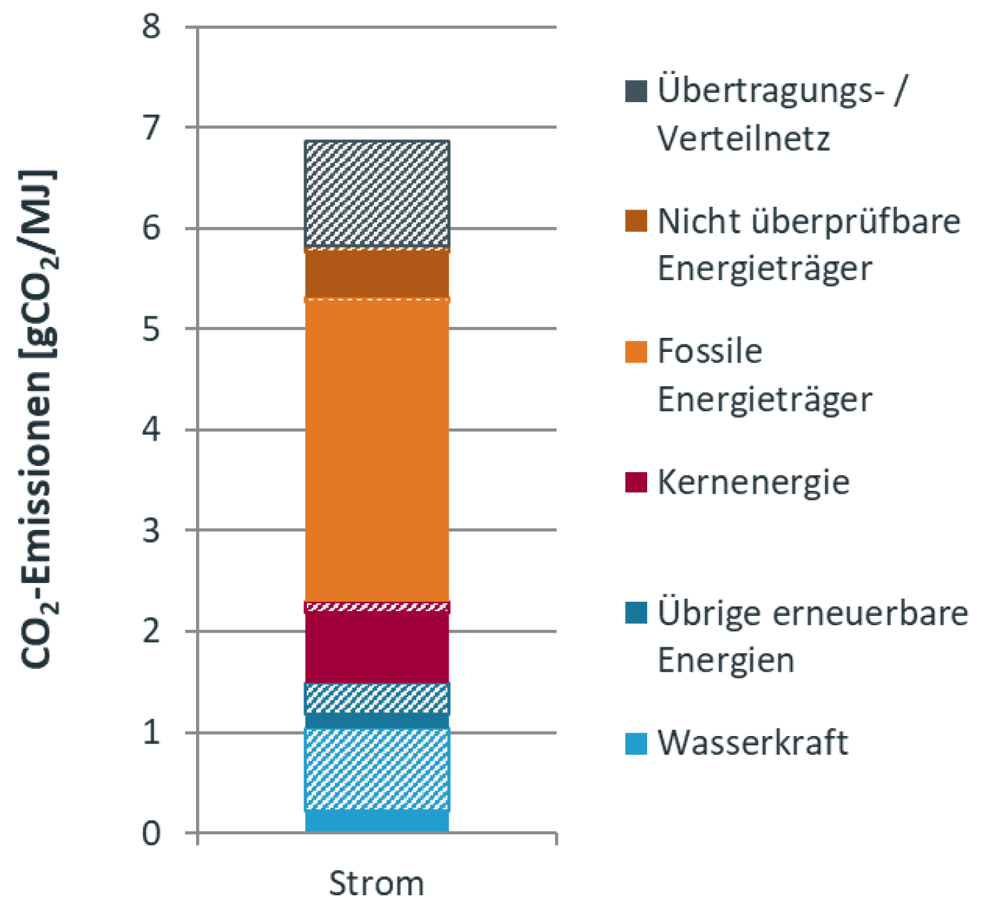 CO₂-Emissionen [gCO₂/MJ]
8
7
6
5
4
3
2
1
0
Strom
Übertragungs- /
Verteilnetz
Nicht überprüfbare
Energieträger
Fossile
Energieträger
Kernenergie
Übrige erneuerbare
Energien
Wasserkraft